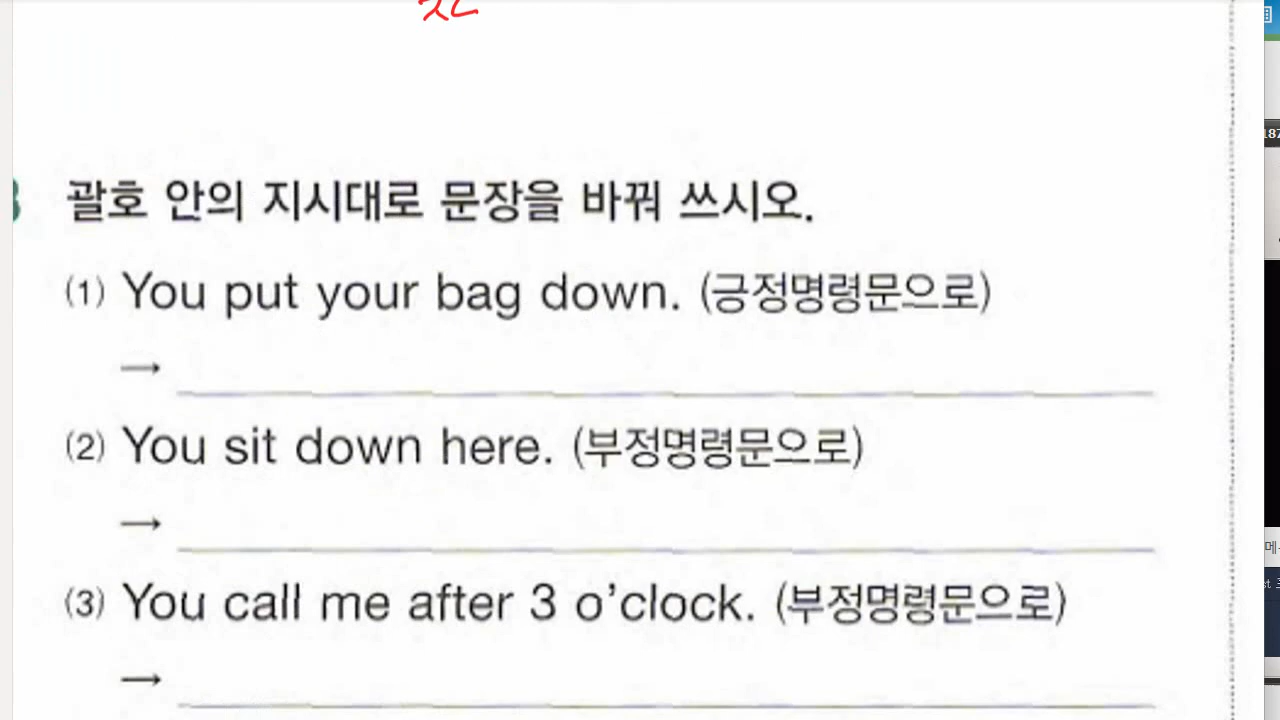 괄호 안의 지시대로 문장을 바꿔 쓰시오.
(1) You put your bag down. (긍정명령문으로)
→
(2) You sit down here. (부정명령문으로)
→
(3) You call me after 3 o'clock. (부정명령문으로)
→